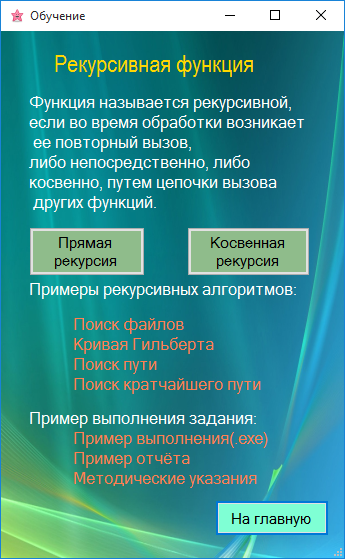 Обучение
Рекурсивная функция
Функция называется рекурсивной,
если во время обработки возникает
ее повторный вызов,
либо непосредственно, либо
косвенно, путем цепочки вызова
других функций.
Прямая
рекурсия
Косвенная
рекурсия
Примеры рекурсивных алгоритмов:
Поиск файлов
Кривая Гильберта
Поиск пути
Поиск кратчайшего пути
Пример выполнения задания:
Пример выполнения(.exe)
Пример отчёта
Методические указания
На главную